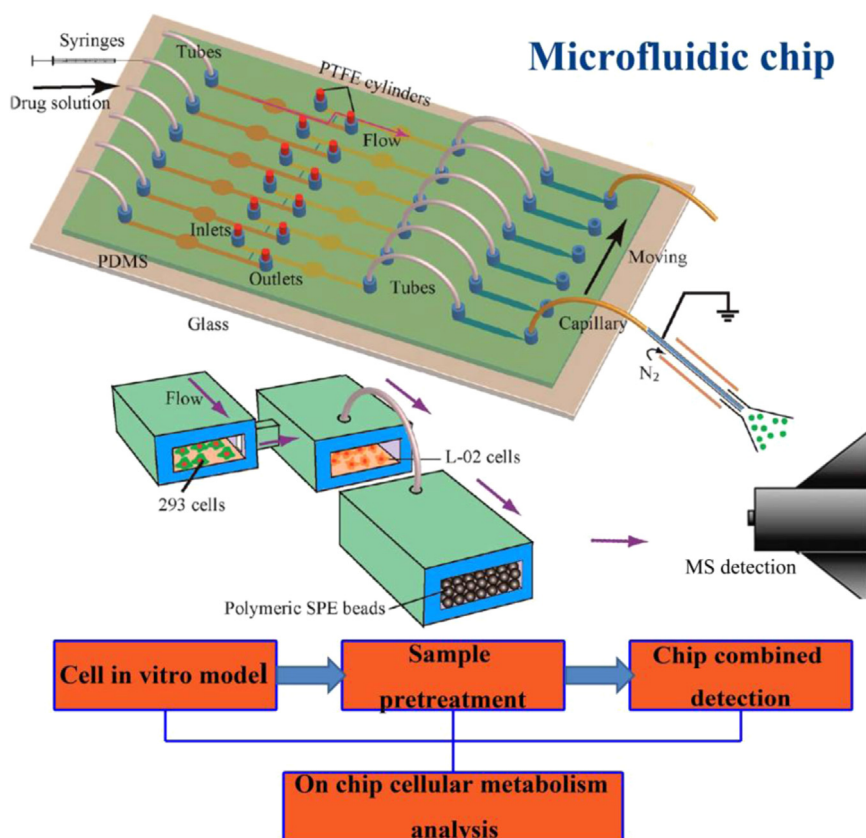 Syringes
Tubes
Microfluidic chip
PTFE cylinders
Drug solution
Flow
Inlets
PDMS
Outlets
Tubes
Moving
Glass
Capillary
N2
Flow
L-02 cells
293 cells
MS detection
Polymeric SPE beads
Cell in vitro model
Sample
pretreatment
Chip combined
detection
On chip cellular metabolism
analysis